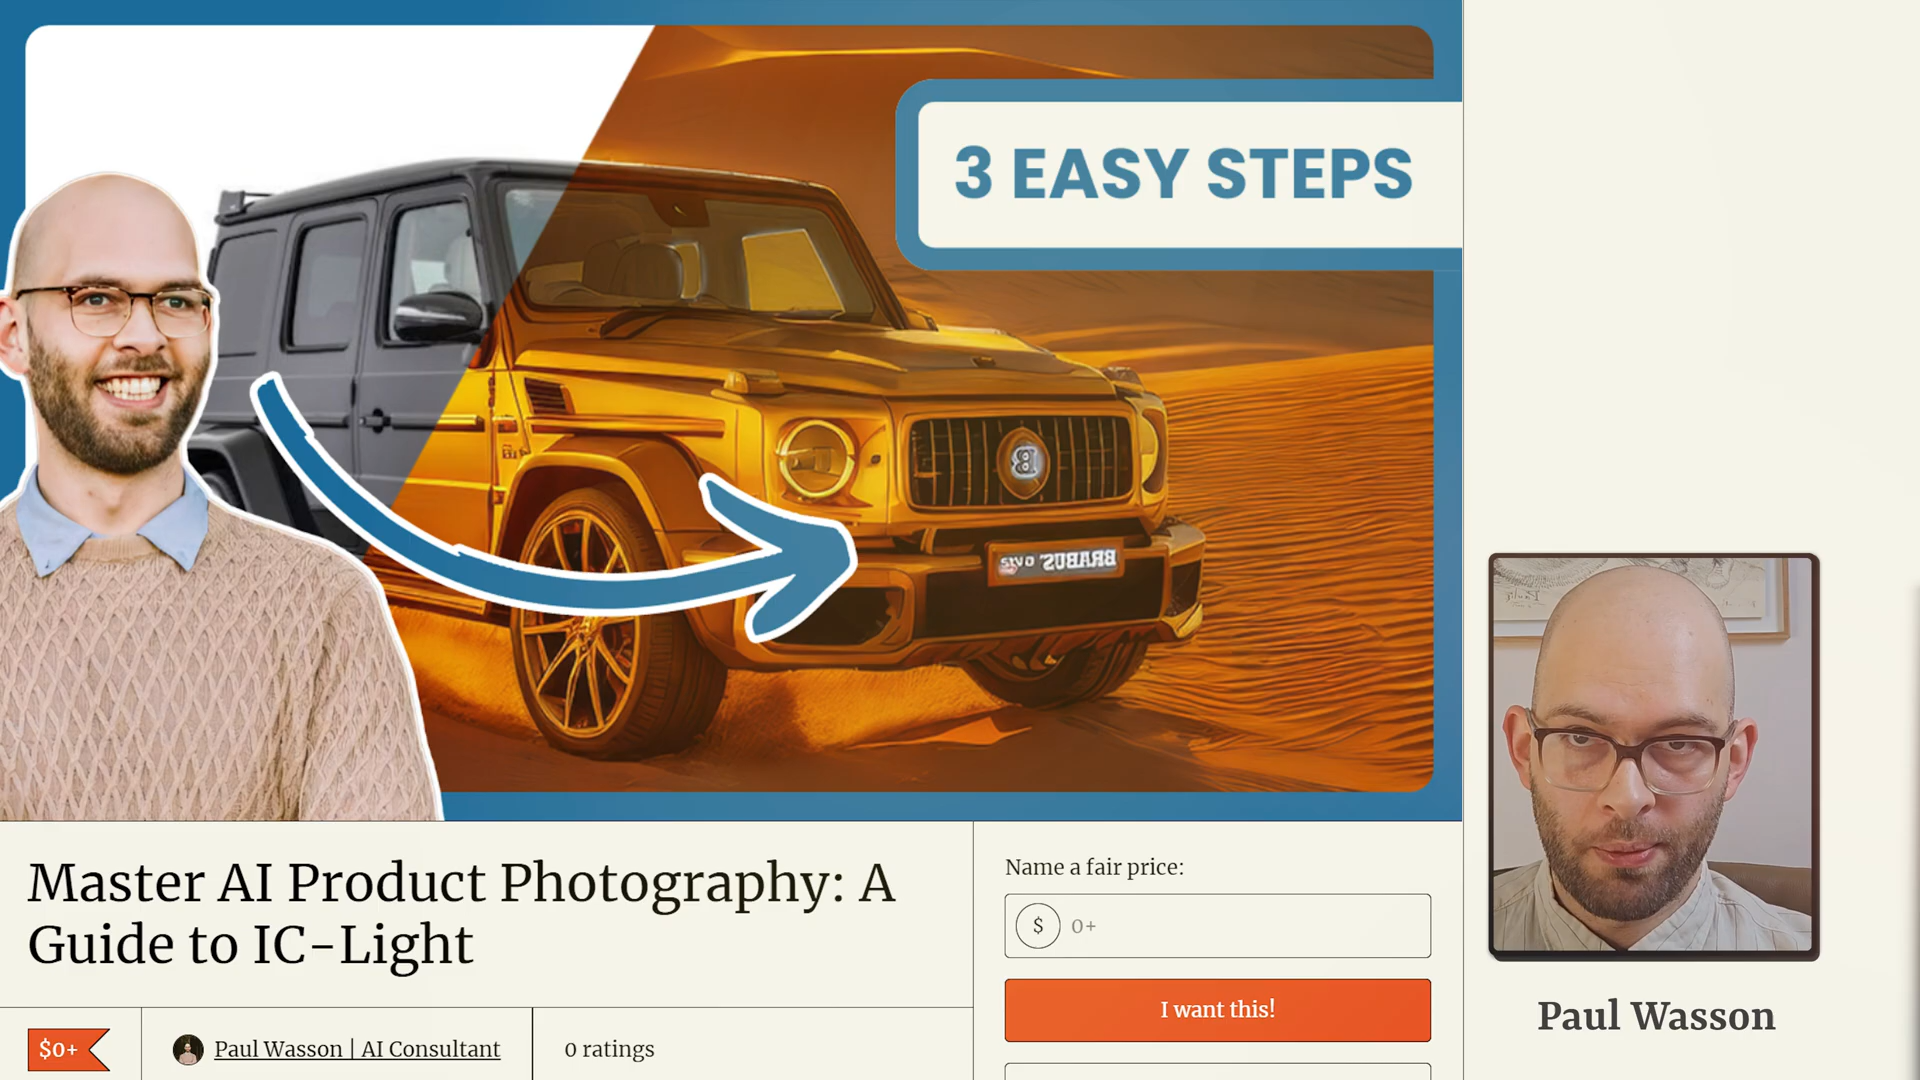 3 EASY STEPS
B
BRABUS
Master AI Product Photography: A
Guide to IC-Light
Name a fair price:
$ 0+
I want this!
$0+
Paul Wasson | AI Consultant
0 ratings
Paul Wasson